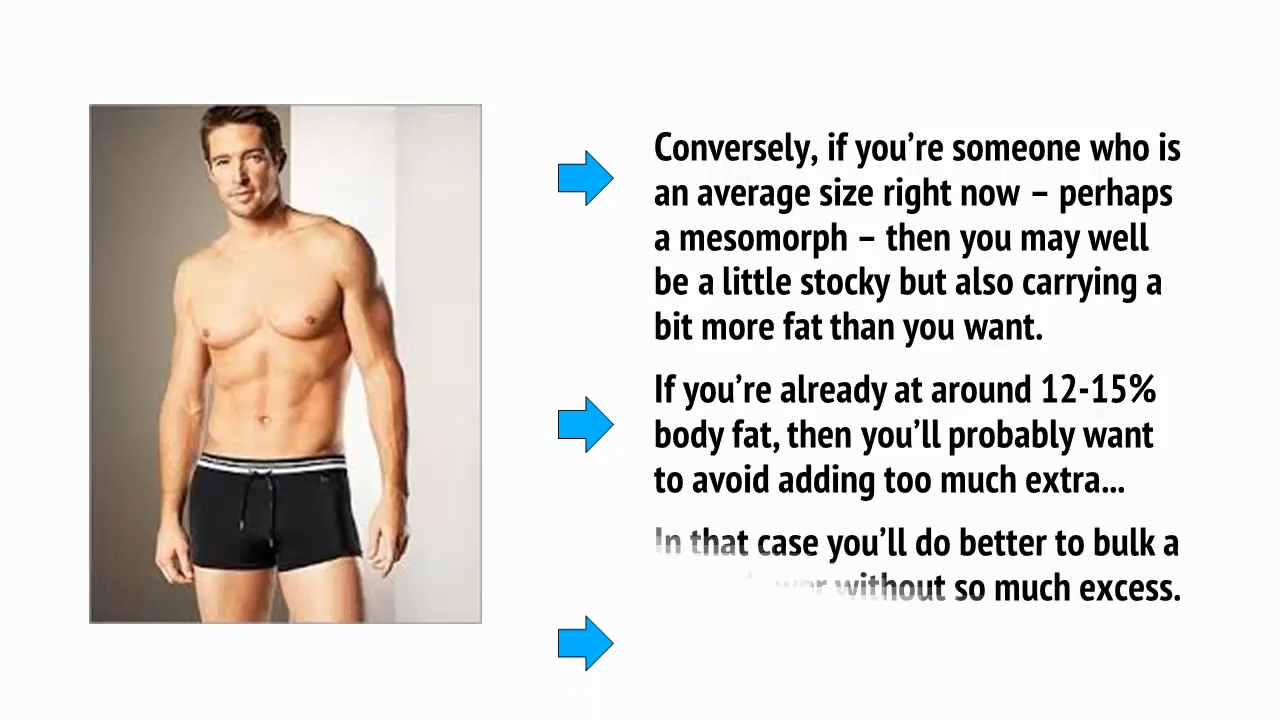 Conversely, if you're someone who is
an average size right now – perhaps
a mesomorph – then you may well
be a little stocky but also carrying a
bit more fat than you want.
If you're already at around 12-15%
body fat, then you'll probably want
to avoid adding too much extra...
In that case you'll do better to bulk a
without so much excess.